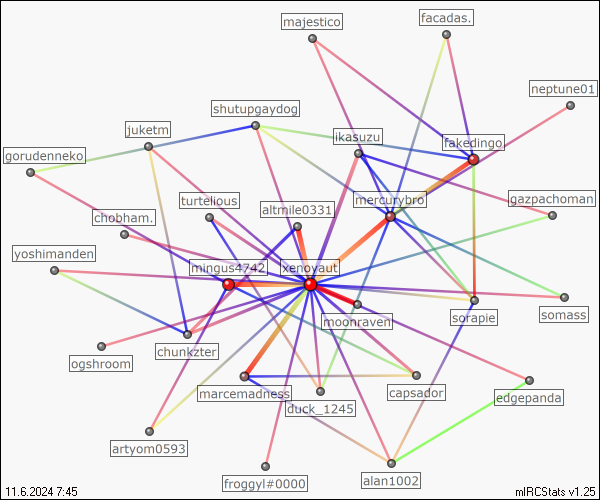 majestico
facadas.
neptune01
shutupgaydog
juketm
ikasuzu
fakedingo
gorudenneko
turtelious
mercurybro
gazpachoman
altmile0331
chobham.
yoshimanden
mingus4742
xenoyaut
moonraven
sorapie
somass
ogshroom
chunkzter
marcemadness
duck_1245
capsador
edgepanda
artyom0593
froggyl#0000
alan1002
11.6.2024 7:45
mIRCStats v1.25